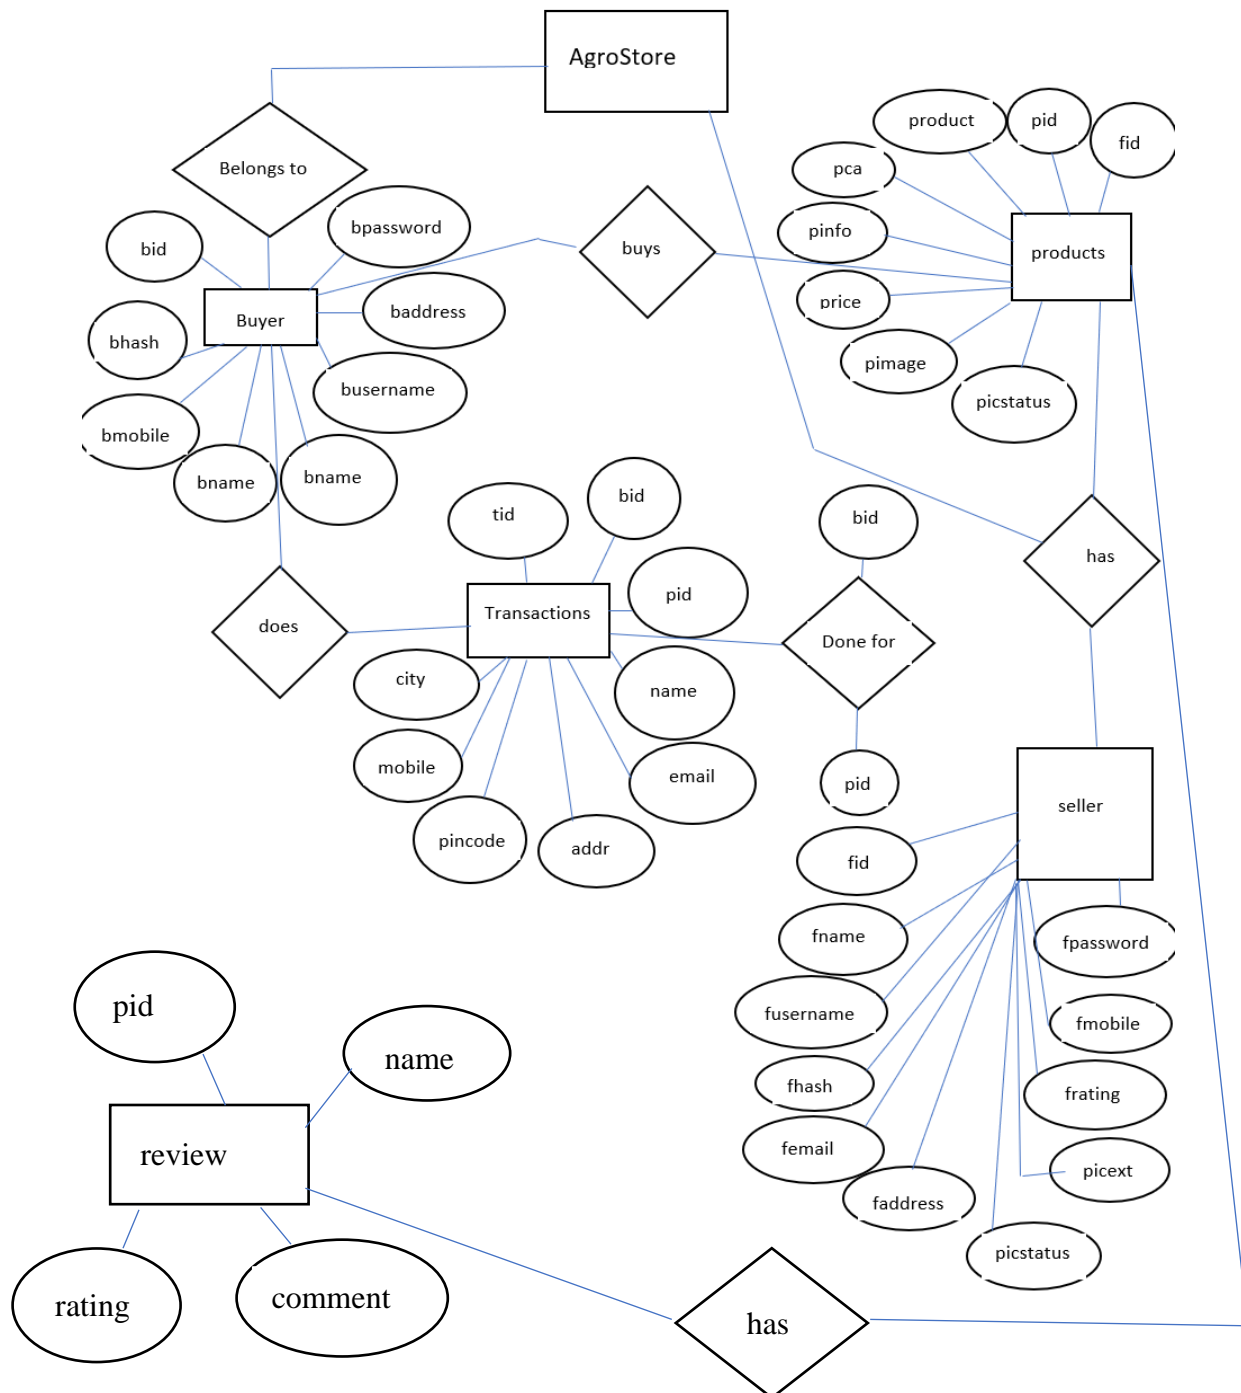 AgroStore
product
pid
fid
Belongs to
pca
bpassword
bid
buys
pinfo
products
price
baddress
Buyer
bhash
pimage
busername
picstatus
bmobile
bname
bname
tid
bid
bid
has
pid
Transactions
does
Done for
city
name
mobile
email
pid
seller
pincode
addr
fid
fname
fpassword
fusername
fmobile
pid
name
fhash
frating
review
femail
picext
faddress
picstatus
rating
comment
has